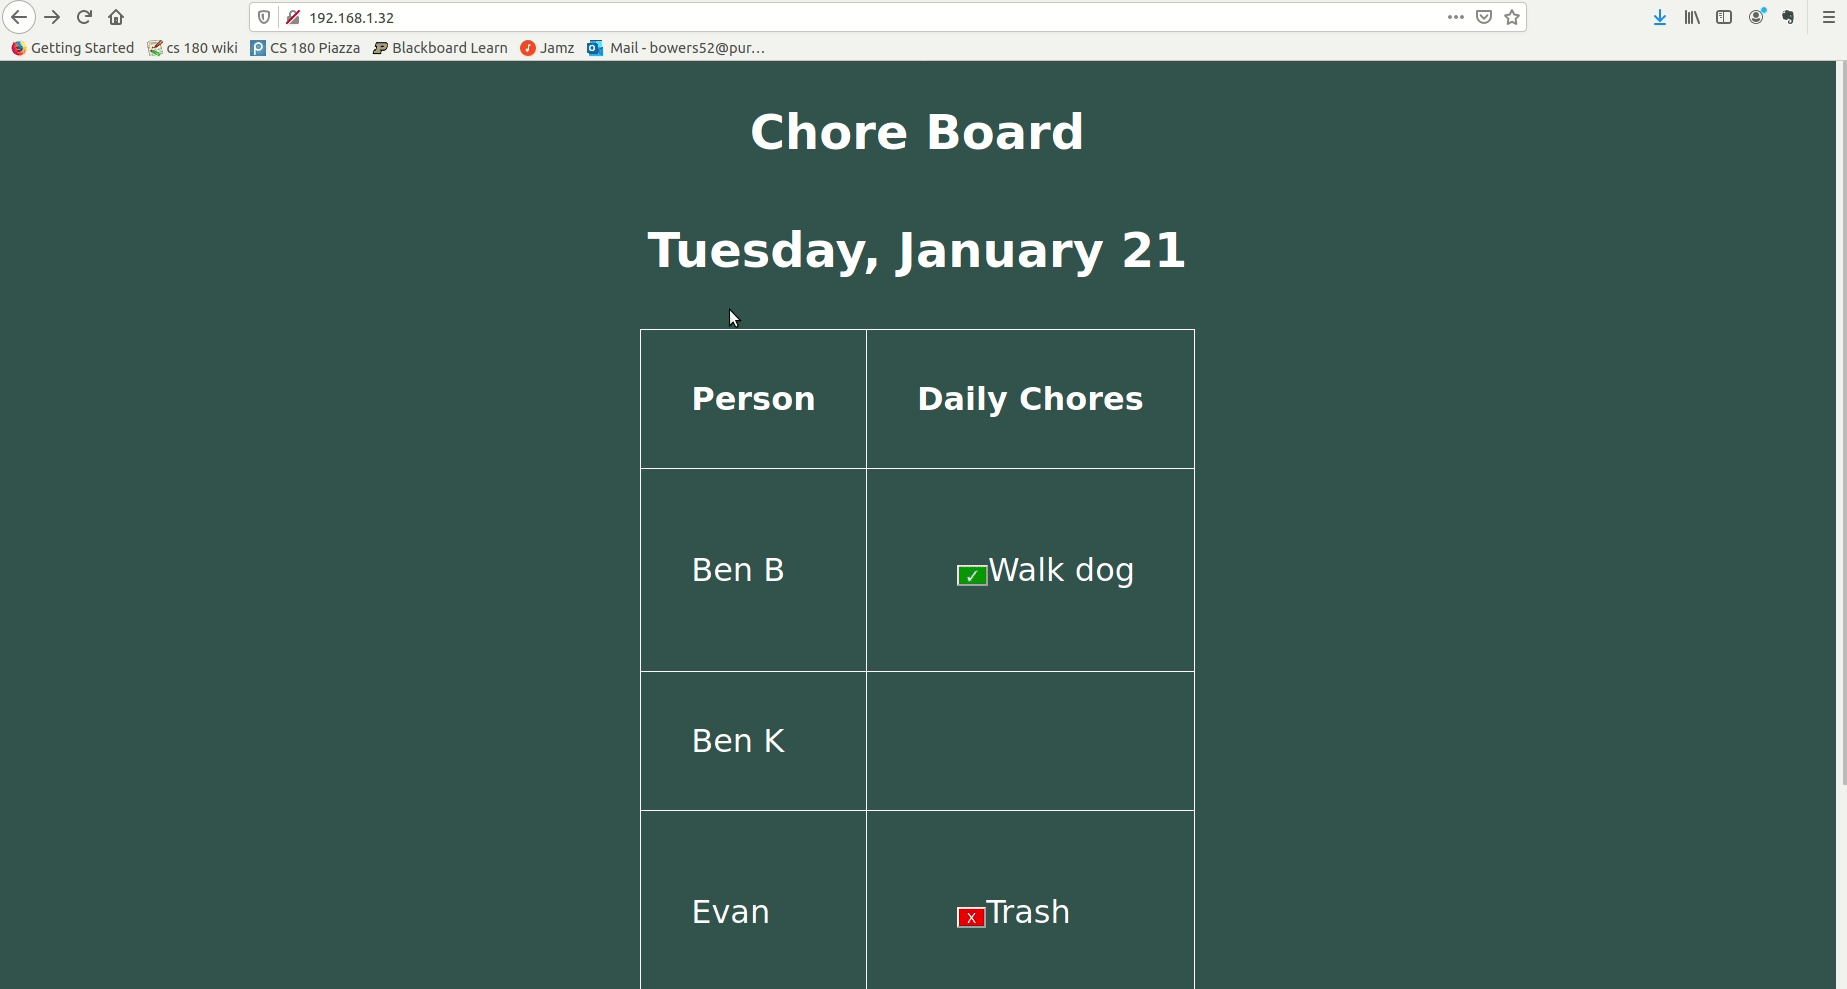 192.168.1.32
Getting Started cs 180 wiki CS 180 Piazza Blackboard Learn Jamz Mail - bowers52@pur...
Chore Board
Tuesday, January 21
Person Daily Chores
Ben B ✓ Walk dog
Ben K
Evan X Trash